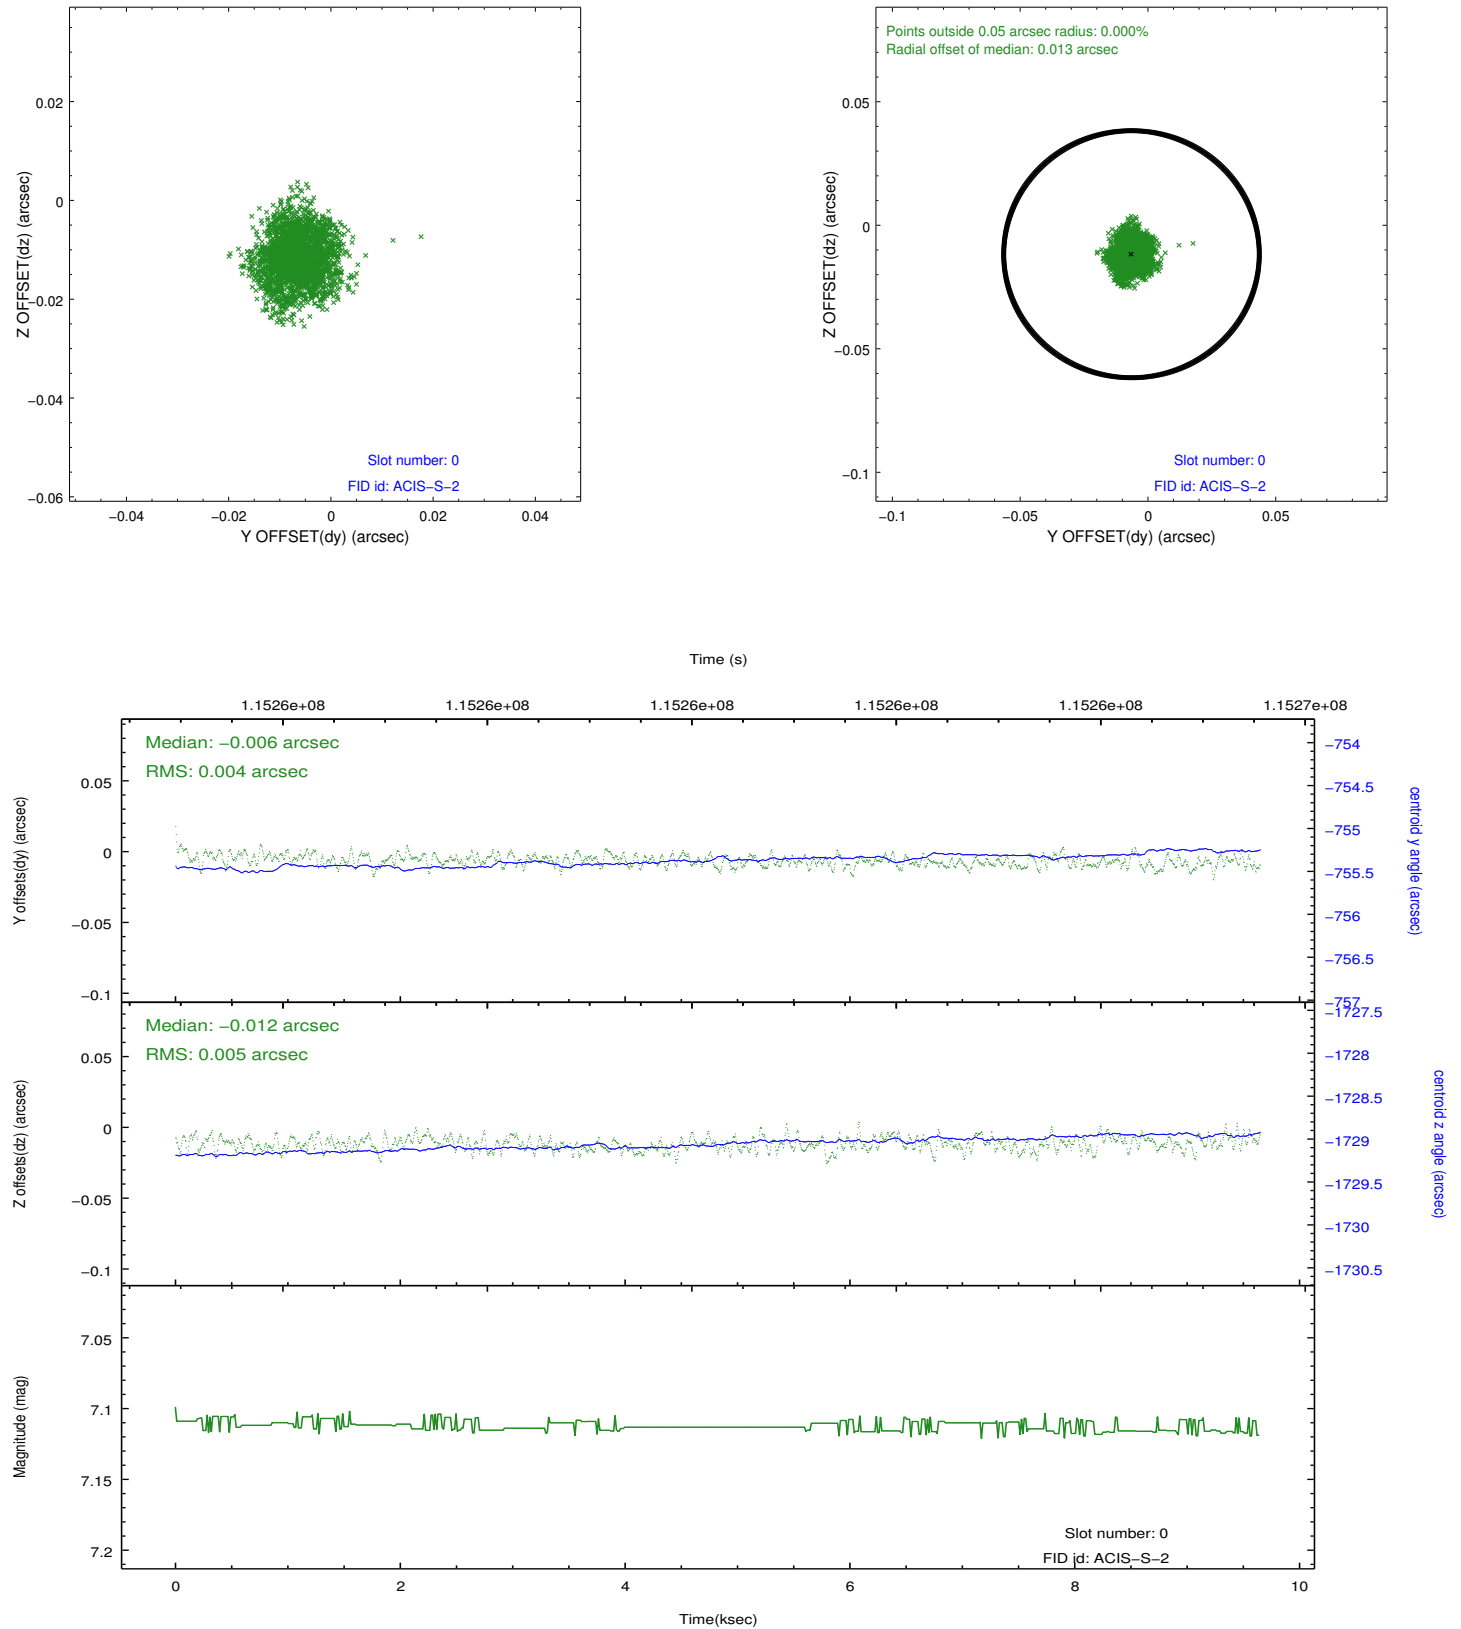 0.02
0
−0.02
−0.04
−0.06
Z OFFSET(dz) (arcsec)
Slot number: 0
FID id: ACIS−S−2
−0.04
−0.02
0
0.02
0.04
Y OFFSET(dy) (arcsec)
Points outside 0.05 arcsec radius: 0.000%
Radial offset of median: 0.013 arcsec
0.05
0
−0.05
−0.1
Z OFFSET(dz) (arcsec)
Slot number: 0
FID id: ACIS−S−2
−0.1
−0.05
0
0.05
Y OFFSET(dy) (arcsec)
Time (s)
1.1526e+08
1.1526e+08
1.1526e+08
1.1526e+08
1.1526e+08
1.1527e+08
Median: −0.006 arcsec
RMS: 0.004 arcsec
0.05
0
−0.05
−0.1
Y offsets(dy) (arcsec)
−754
−754.5
−755
−755.5
−756
−756.5
−757
centroid y angle (arcsec)
Median: −0.012 arcsec
RMS: 0.005 arcsec
0.05
0
−0.05
−0.1
Z offsets(dz) (arcsec)
−1727.5
−1728
−1728.5
−1729
−1729.5
−1730
−1730.5
centroid z angle (arcsec)
7.05
7.1
7.15
7.2
Magnitude (mag)
Slot number: 0
FID id: ACIS−S−2
0
2
4
6
8
10
Time(ksec)